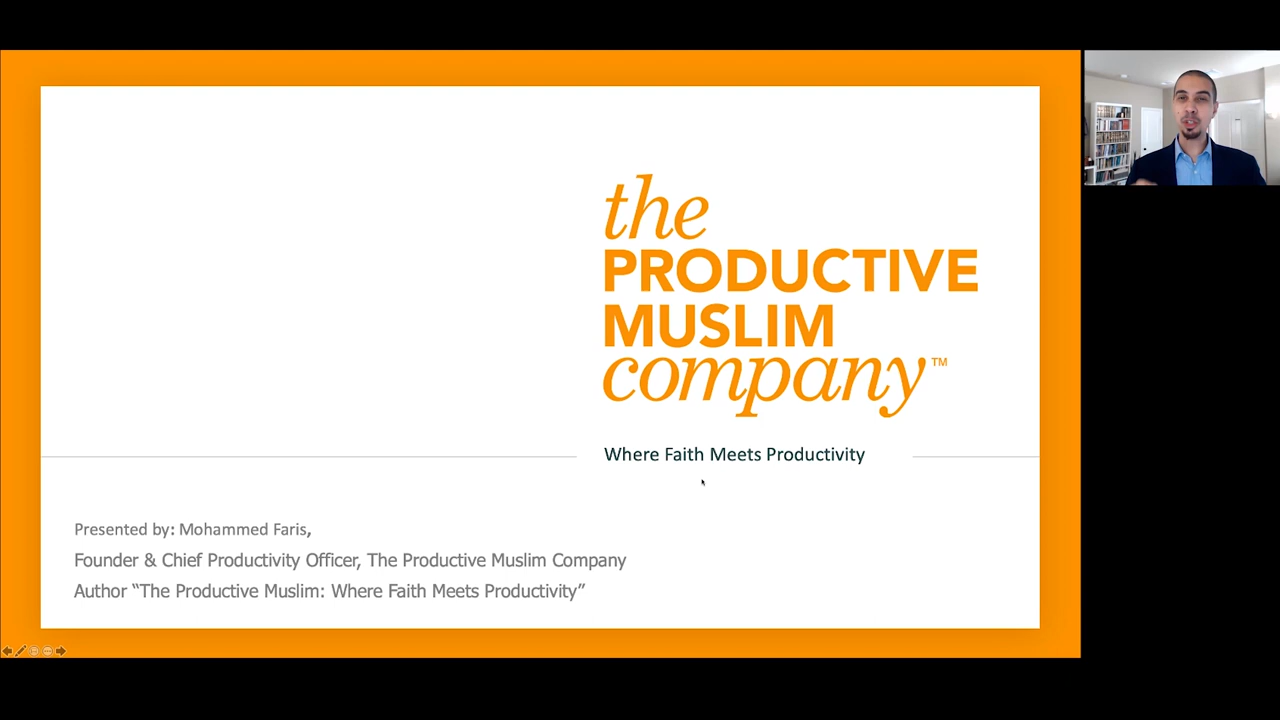 the
PRODUCTIVE
MUSLIM
company™
Where Faith Meets Productivity
Presented by: Mohammed Faris,
Founder & Chief Productivity Officer, The Productive Muslim Company
Author “The Productive Muslim: Where Faith Meets Productivity”